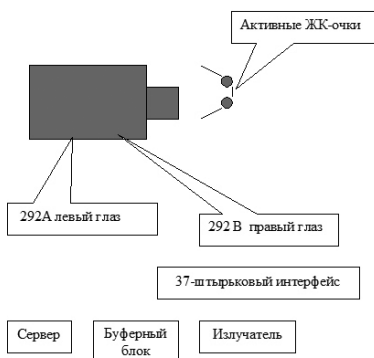 Активные ЖК-очки
292А левый глаз
292 В правый глаз
37-штырьковый интерфейс
Сервер
Буферный
блок
Излучатель